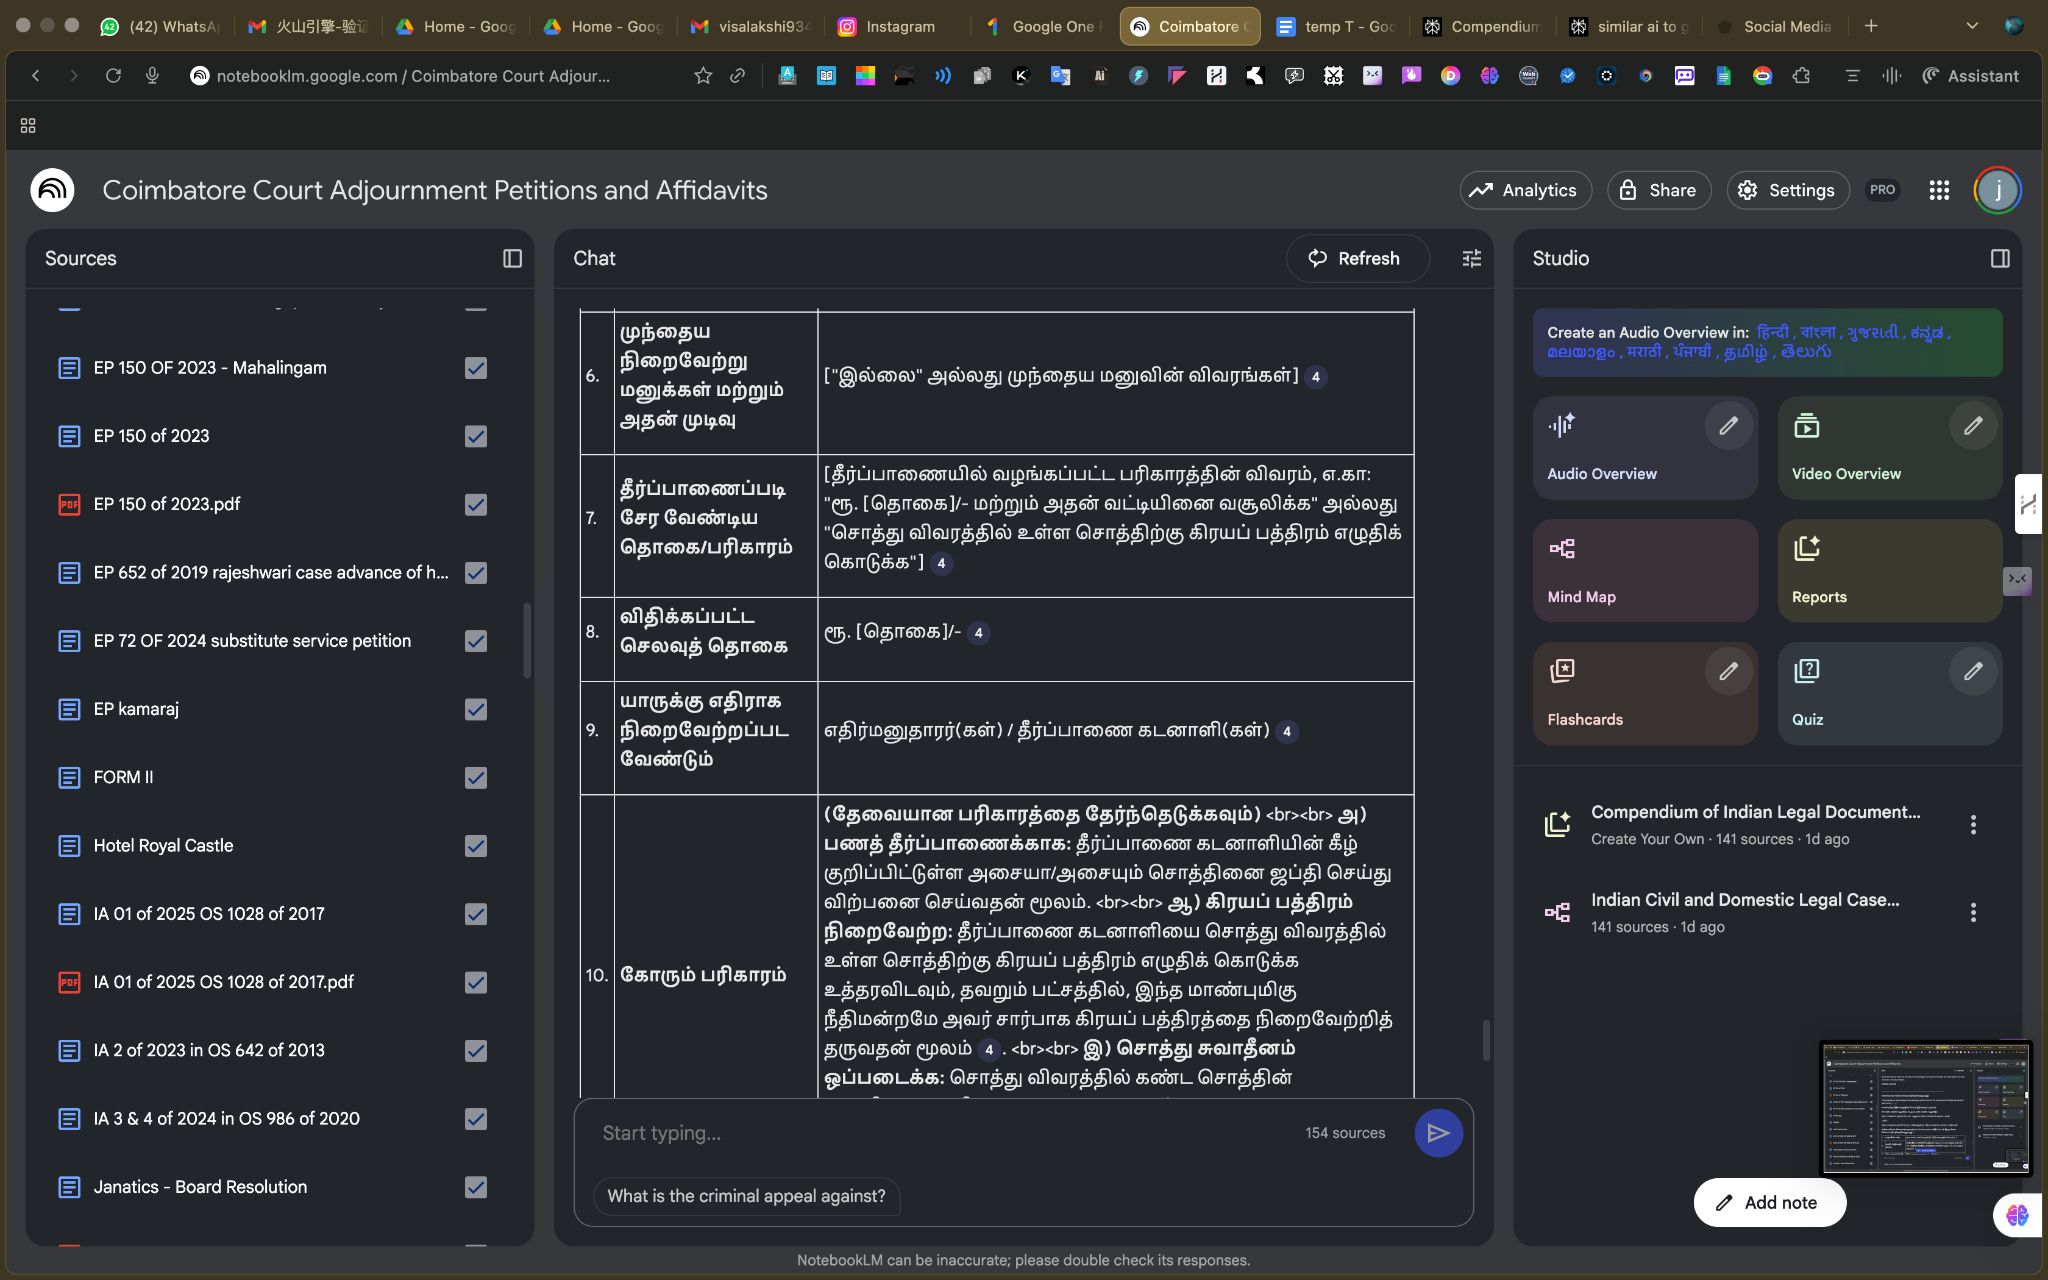 (42) WhatsA
火山引擎-验证
Home - Goog
Home - Goog
visalakshi934
Instagram
Google One
Coimbatore C
temp T - Goo
Compendium
similar ai to g
Social Media
notebooklm.google.com / Coimbatore Court Adjour...
Assistant
Coimbatore Court Adjournment Petitions and Affidavits
Analytics
Share
Settings
PRO
j
Sources
EP 150 OF 2023 - Mahalingam
EP 150 of 2023
EP 150 of 2023.pdf
EP 652 of 2019 rajeshwari case advance of h...
EP 72 OF 2024 substitute service petition
EP kamaraj
FORM II
Hotel Royal Castle
IA 01 of 2025 OS 1028 of 2017
IA 01 of 2025 OS 1028 of 2017.pdf
IA 2 of 2023 in OS 642 of 2013
IA 3 & 4 of 2024 in OS 986 of 2020
Janatics - Board Resolution
Chat
Refresh
6.
முந்தைய
நிறைவேற்று
மனுக்கள் மற்றும்
அதன் முடிவு
["இல்லை" அல்லது முந்தைய மனுவின் விவரங்கள்] 4
7.
தீர்ப்பாணைப்படி
சேர வேண்டிய
தொகை/பரிகாரம்
[தீர்ப்பாணையில் வழங்கப்பட்ட பரிகாரத்தின் விவரம், எ.கா:
"ரூ. [தொகை]/- மற்றும் அதன் வட்டியினை வசூலிக்க" அல்லது
"சொத்து விவரத்தில் உள்ள சொத்திற்கு கிரயப் பத்திரம் எழுதிக்
கொடுக்க"] 4
8.
விதிக்கப்பட்ட
செலவுத் தொகை
ரூ. [தொகை]/- 4
9.
யாருக்கு எதிராக
நிறைவேற்றப்பட
வேண்டும்
எதிர்மனுதாரர்(கள்) / தீர்ப்பாணை கடனாளி(கள்) 4
10.
கோரும் பரிகாரம்
(தேவையான பரிகாரத்தை தேர்ந்தெடுக்கவும்) <br><br> அ)
பணத் தீர்ப்பாணைக்காக: தீர்ப்பாணை கடனாளியின் கீழ்
குறிப்பிட்டுள்ள அசையா/அசையும் சொத்தினை ஜப்தி செய்து
விற்பனை செய்வதன் மூலம். <br><br> ஆ) கிரயப் பத்திரம்
நிறைவேற்ற: தீர்ப்பாணை கடனாளியை சொத்து விவரத்தில்
உள்ள சொத்திற்கு கிரயப் பத்திரம் எழுதிக் கொடுக்க
உத்தரவிடவும், தவறும் பட்சத்தில், இந்த மாண்புமிகு
நீதிமன்றமே அவர் சார்பாக கிரயப் பத்திரத்தை நிறைவேற்றித்
தருவதன் மூலம் 4 . <br><br> இ) சொத்து சுவாதீனம்
ஒப்படைக்க: சொத்து விவரத்தில் கண்ட சொத்தின்
Start typing...
154 sources
What is the criminal appeal against?
NotebookLM can be inaccurate; please double check its responses.
Studio
Create an Audio Overview in: हिन्दी , বাংলা , ગુજરાતી , ಕನ್ನಡ ,
മലയാളം , मराठी , ਪੰਜਾਬੀ , தமிழ் , తెలుగు
Audio Overview
Video Overview
Mind Map
Reports
Flashcards
Quiz
Compendium of Indian Legal Document...
Create Your Own · 141 sources · 1d ago
Indian Civil and Domestic Legal Case...
141 sources · 1d ago
Add note